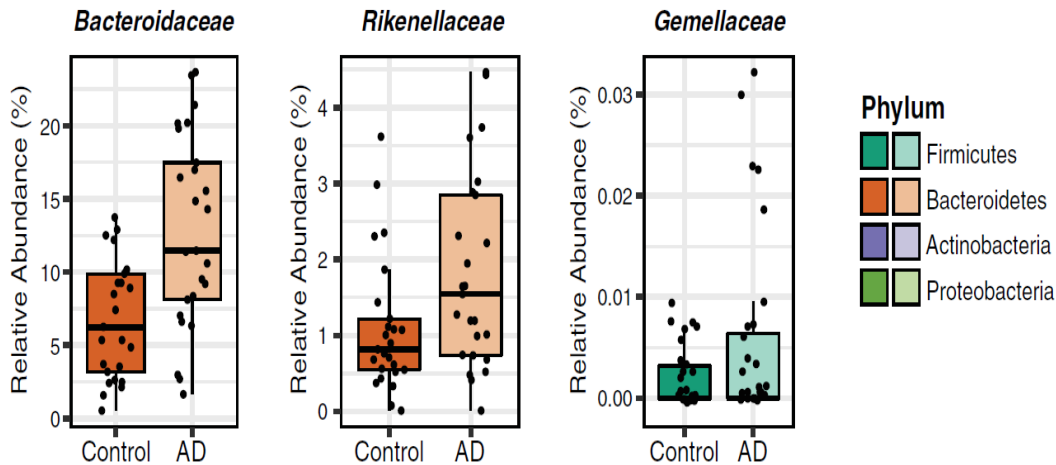 Bacteroidaceae
Relative Abundance (%)
20
15
10
5
0
Control AD
Rikenellaceae
Relative Abundance (%)
4
3
2
1
0
Control AD
Gemellaceae
Relative Abundance (%)
0.03
0.02
0.01
0.00
Control AD
Phylum
Firmicutes
Bacteroidetes
Actinobacteria
Proteobacteria